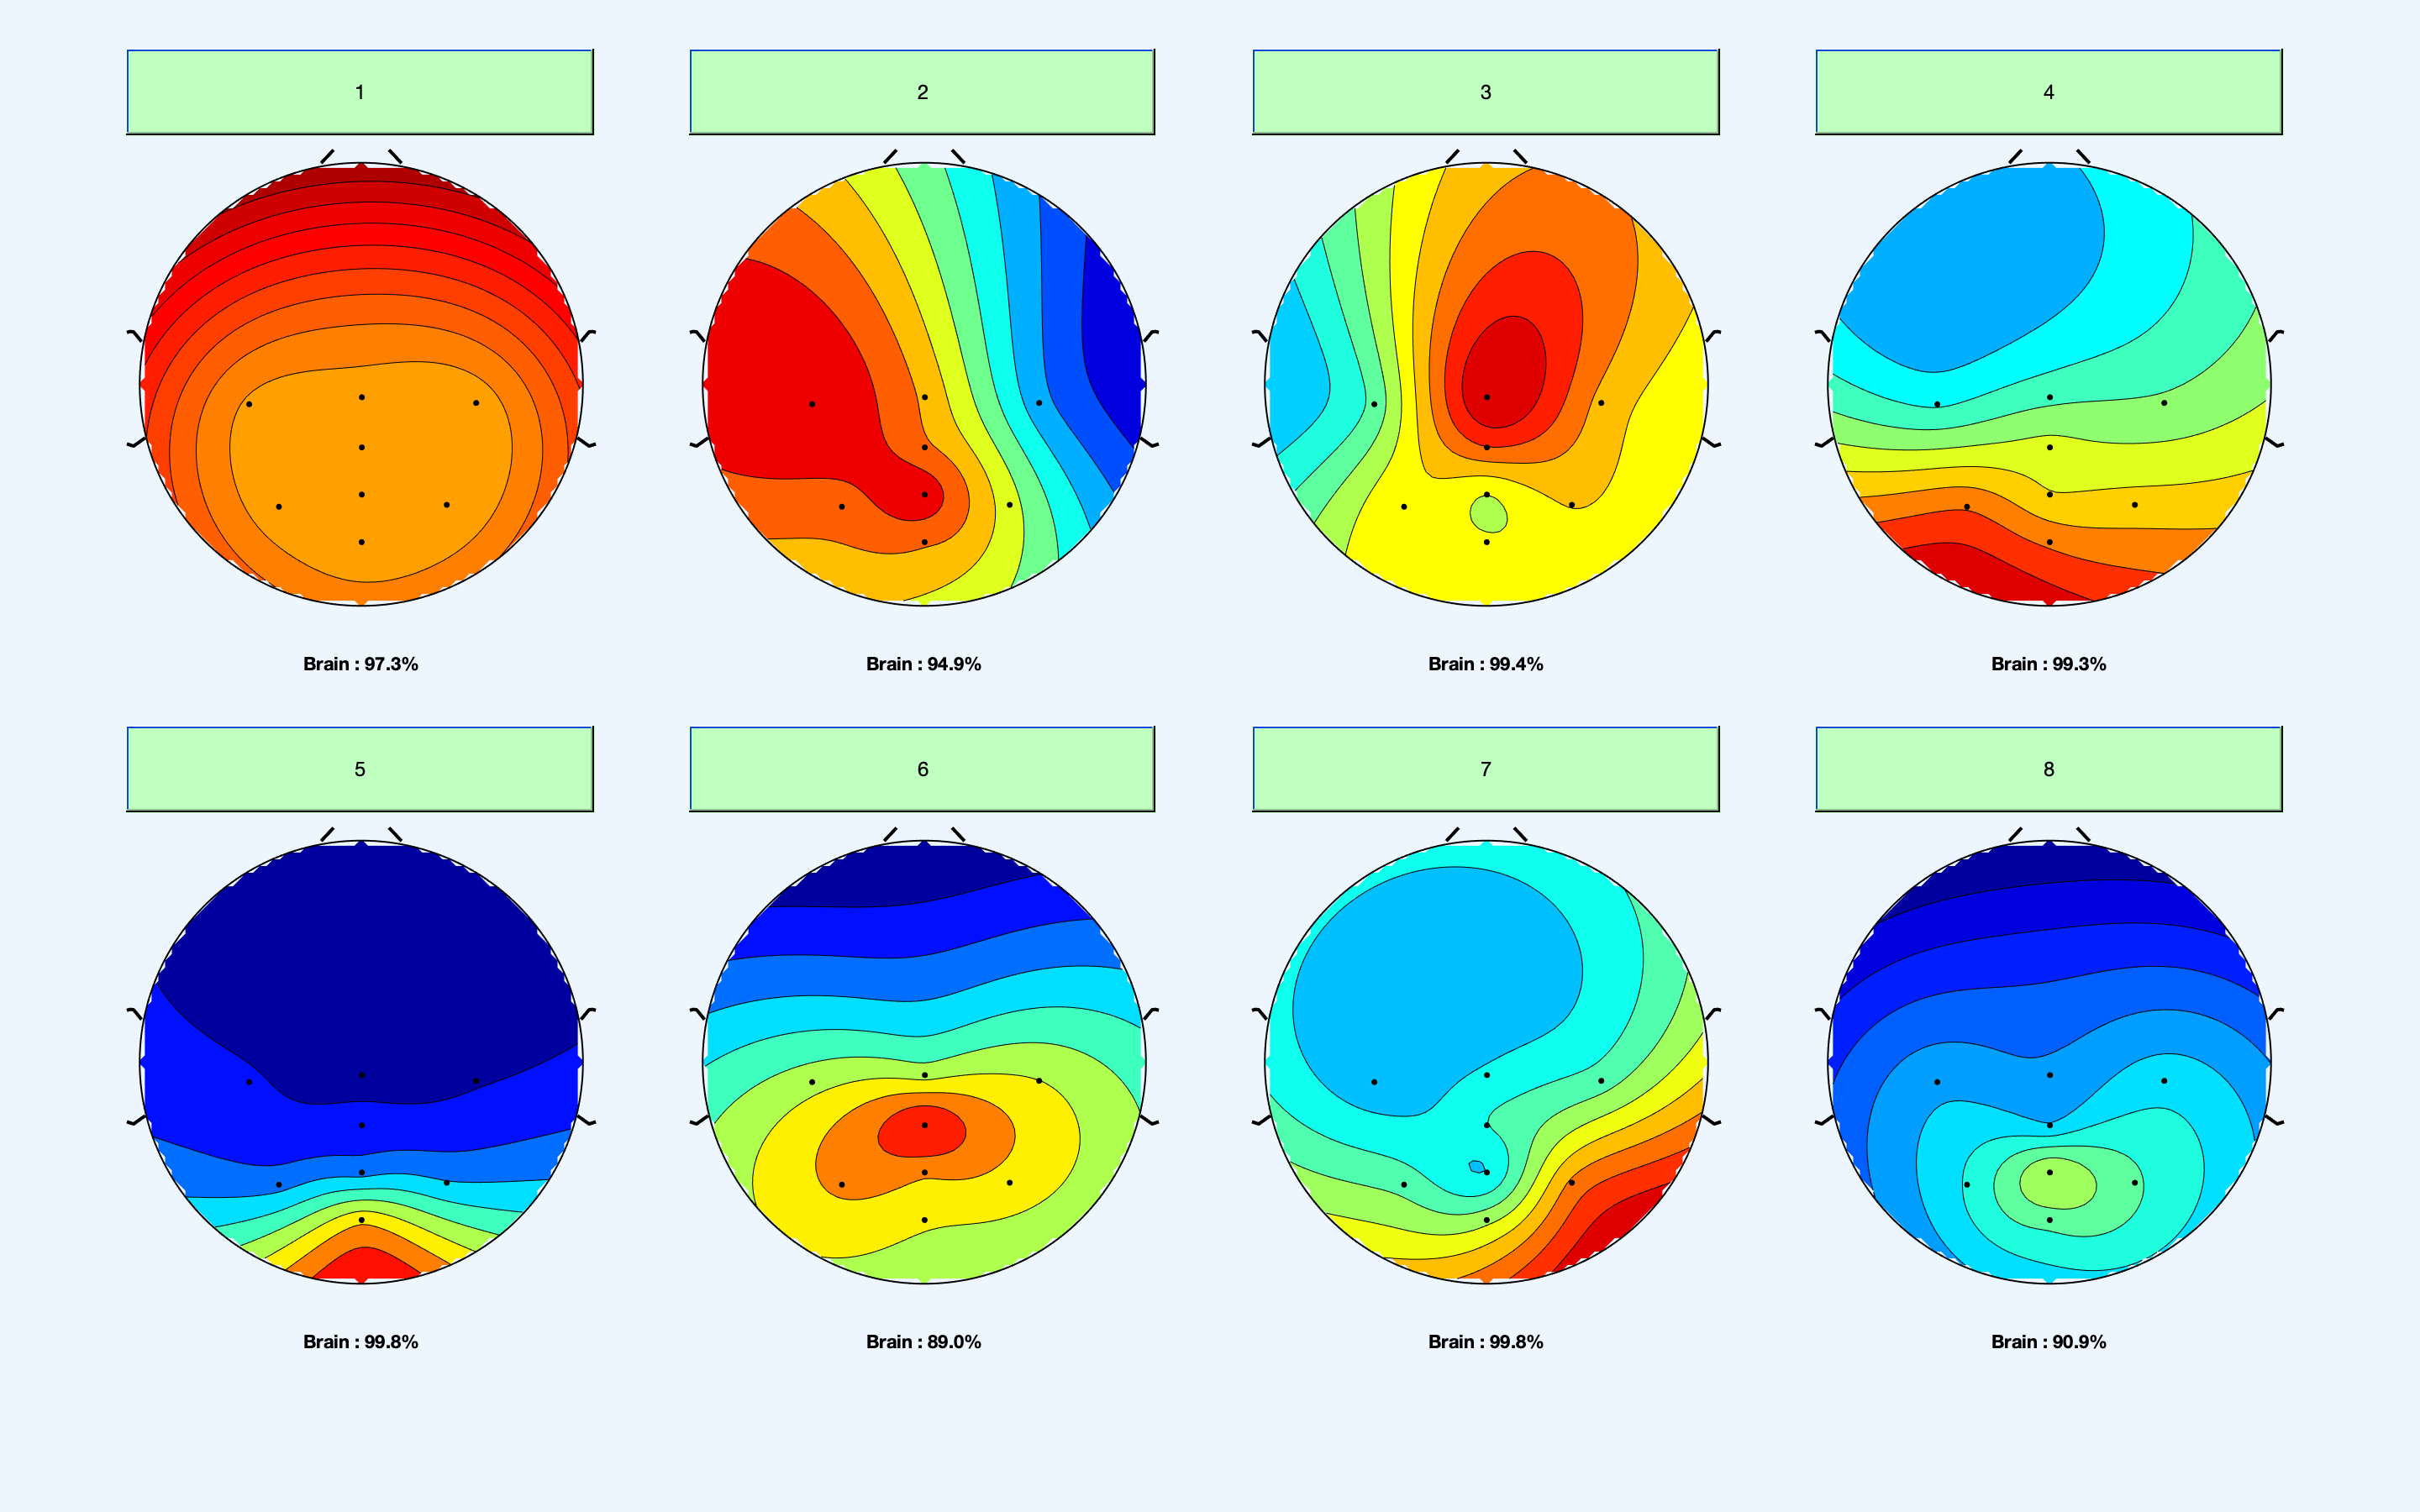 1
2
3
4
Brain : 97.3%
Brain : 94.9%
Brain : 99.4%
Brain : 99.3%
5
6
7
8
Brain : 99.8%
Brain : 89.0%
Brain : 99.8%
Brain : 90.9%